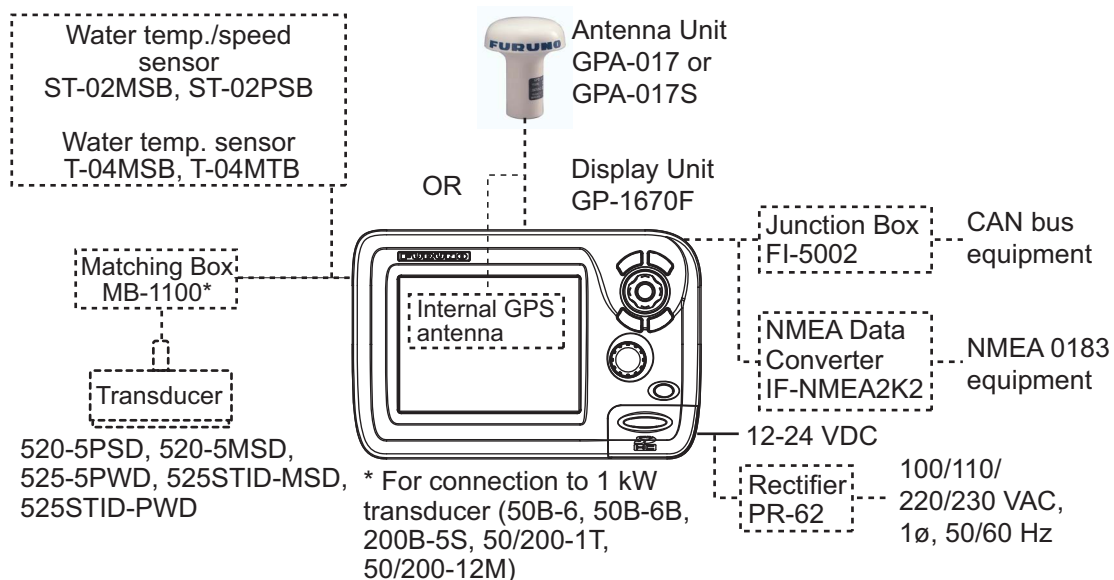 Water temp./speed
sensor
ST-02MSB, ST-02PSB
Water temp. sensor
T-04MSB, T-04MTB
FURUNO
Antenna Unit
GPA-017 or
GPA-017S
OR
Display Unit
GP-1670F
Junction Box
FI-5002
CAN bus
equipment
Matching Box
MB-1100*
FURUNO
Internal GPS
antenna
NMEA Data
Converter
IF-NMEA2K2
NMEA 0183
equipment
Transducer
520-5PSD, 520-5MSD,
525-5PWD, 525STID-MSD,
525STID-PWD
12-24 VDC
* For connection to 1 kW
transducer (50B-6, 50B-6B,
200B-5S, 50/200-1T,
50/200-12M)
Rectifier
PR-62
100/110/
220/230 VAC,
1ø, 50/60 Hz